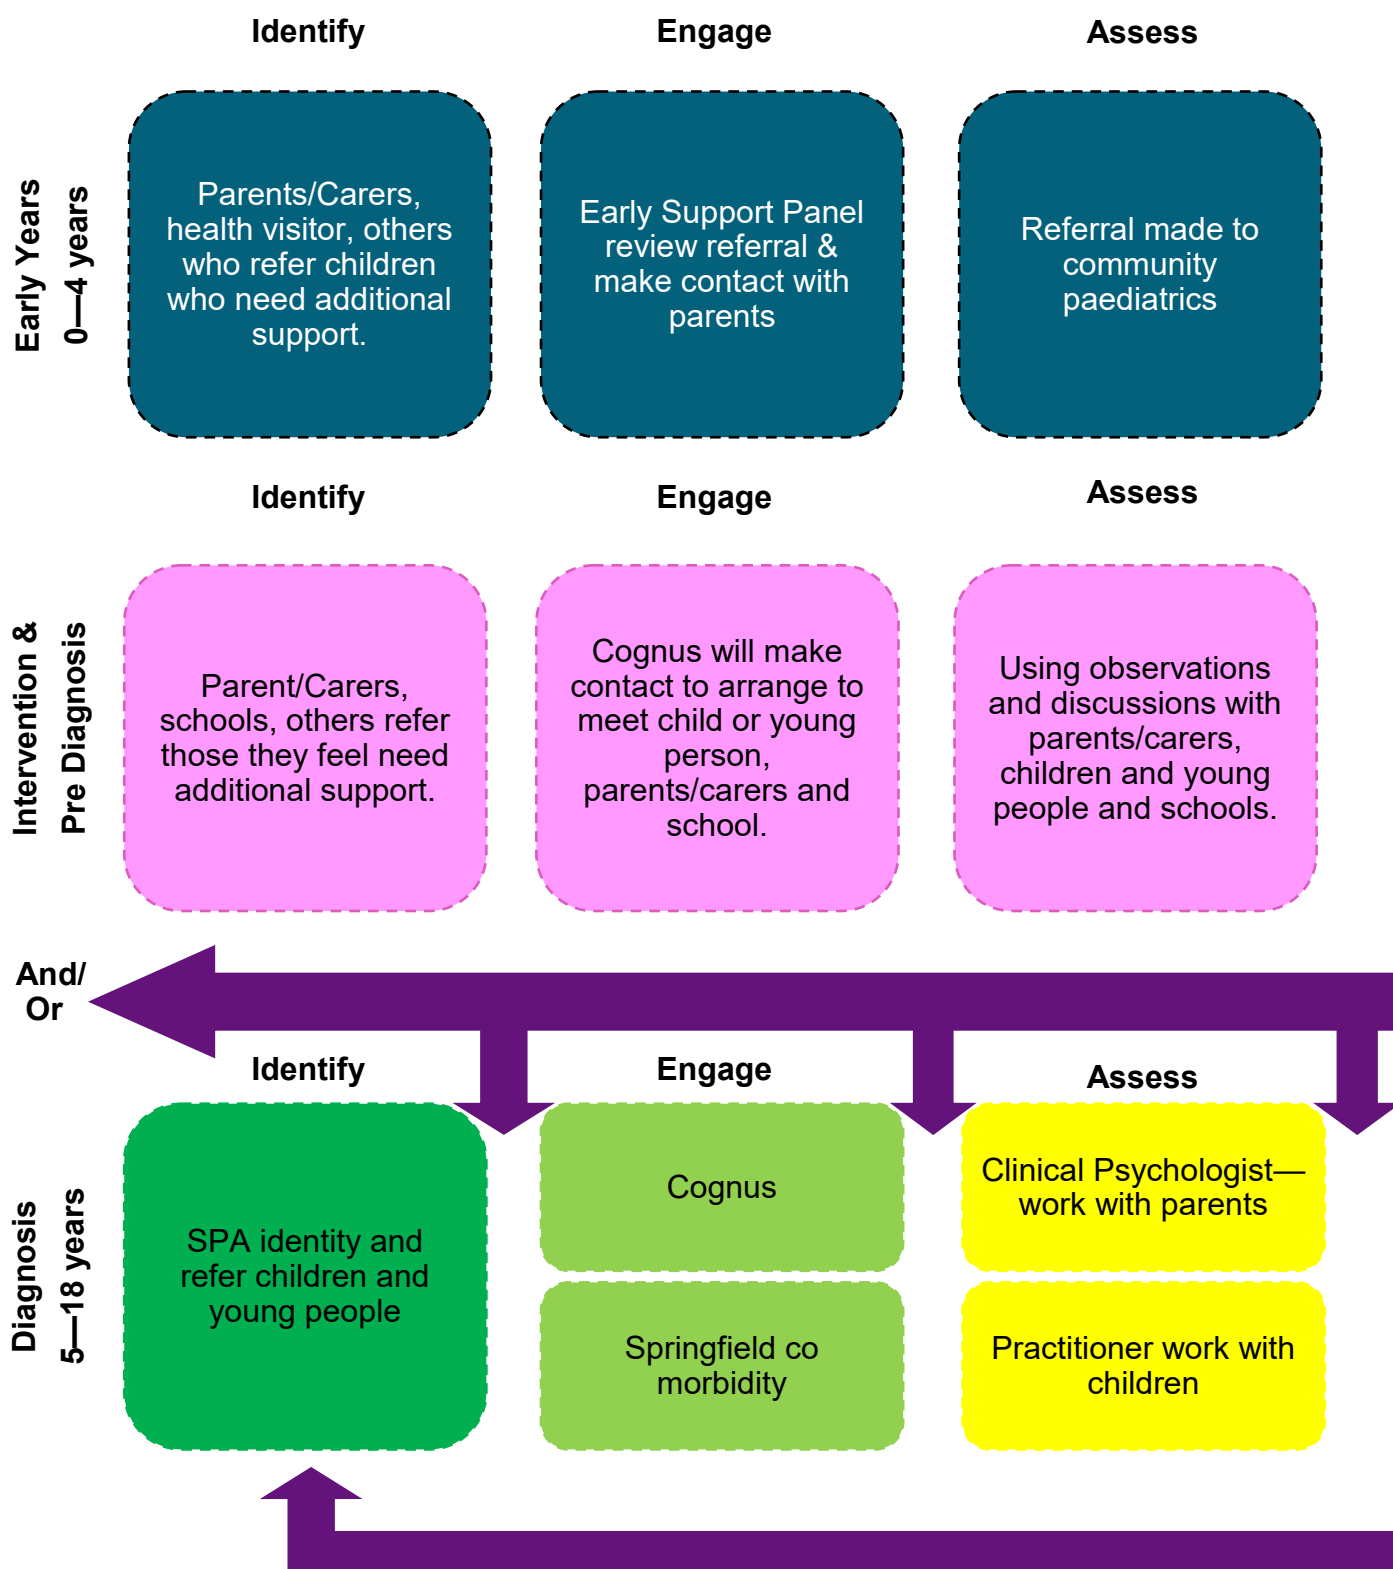 Identify
Engage
Assess
Early Years
0—4 years
Parents/Carers,
health visitor, others
who refer children
who need additional
support.
Early Support Panel
review referral &
make contact with
parents
Referral made to
community
paediatrics
Identify
Engage
Assess
Intervention &
Pre Diagnosis
Parent/Carers,
schools, others refer
those they feel need
additional support.
Cognus will make
contact to arrange to
meet child or young
person,
parents/carers and
school.
Using observations
and discussions with
parents/carers,
children and young
people and schools.
And/
Or
Identify
Engage
Assess
Diagnosis
5—18 years
SPA identity and
refer children and
young people
Cognus
Springfield co
morbidity
Clinical Psychologist—
work with parents
Practitioner work with
children